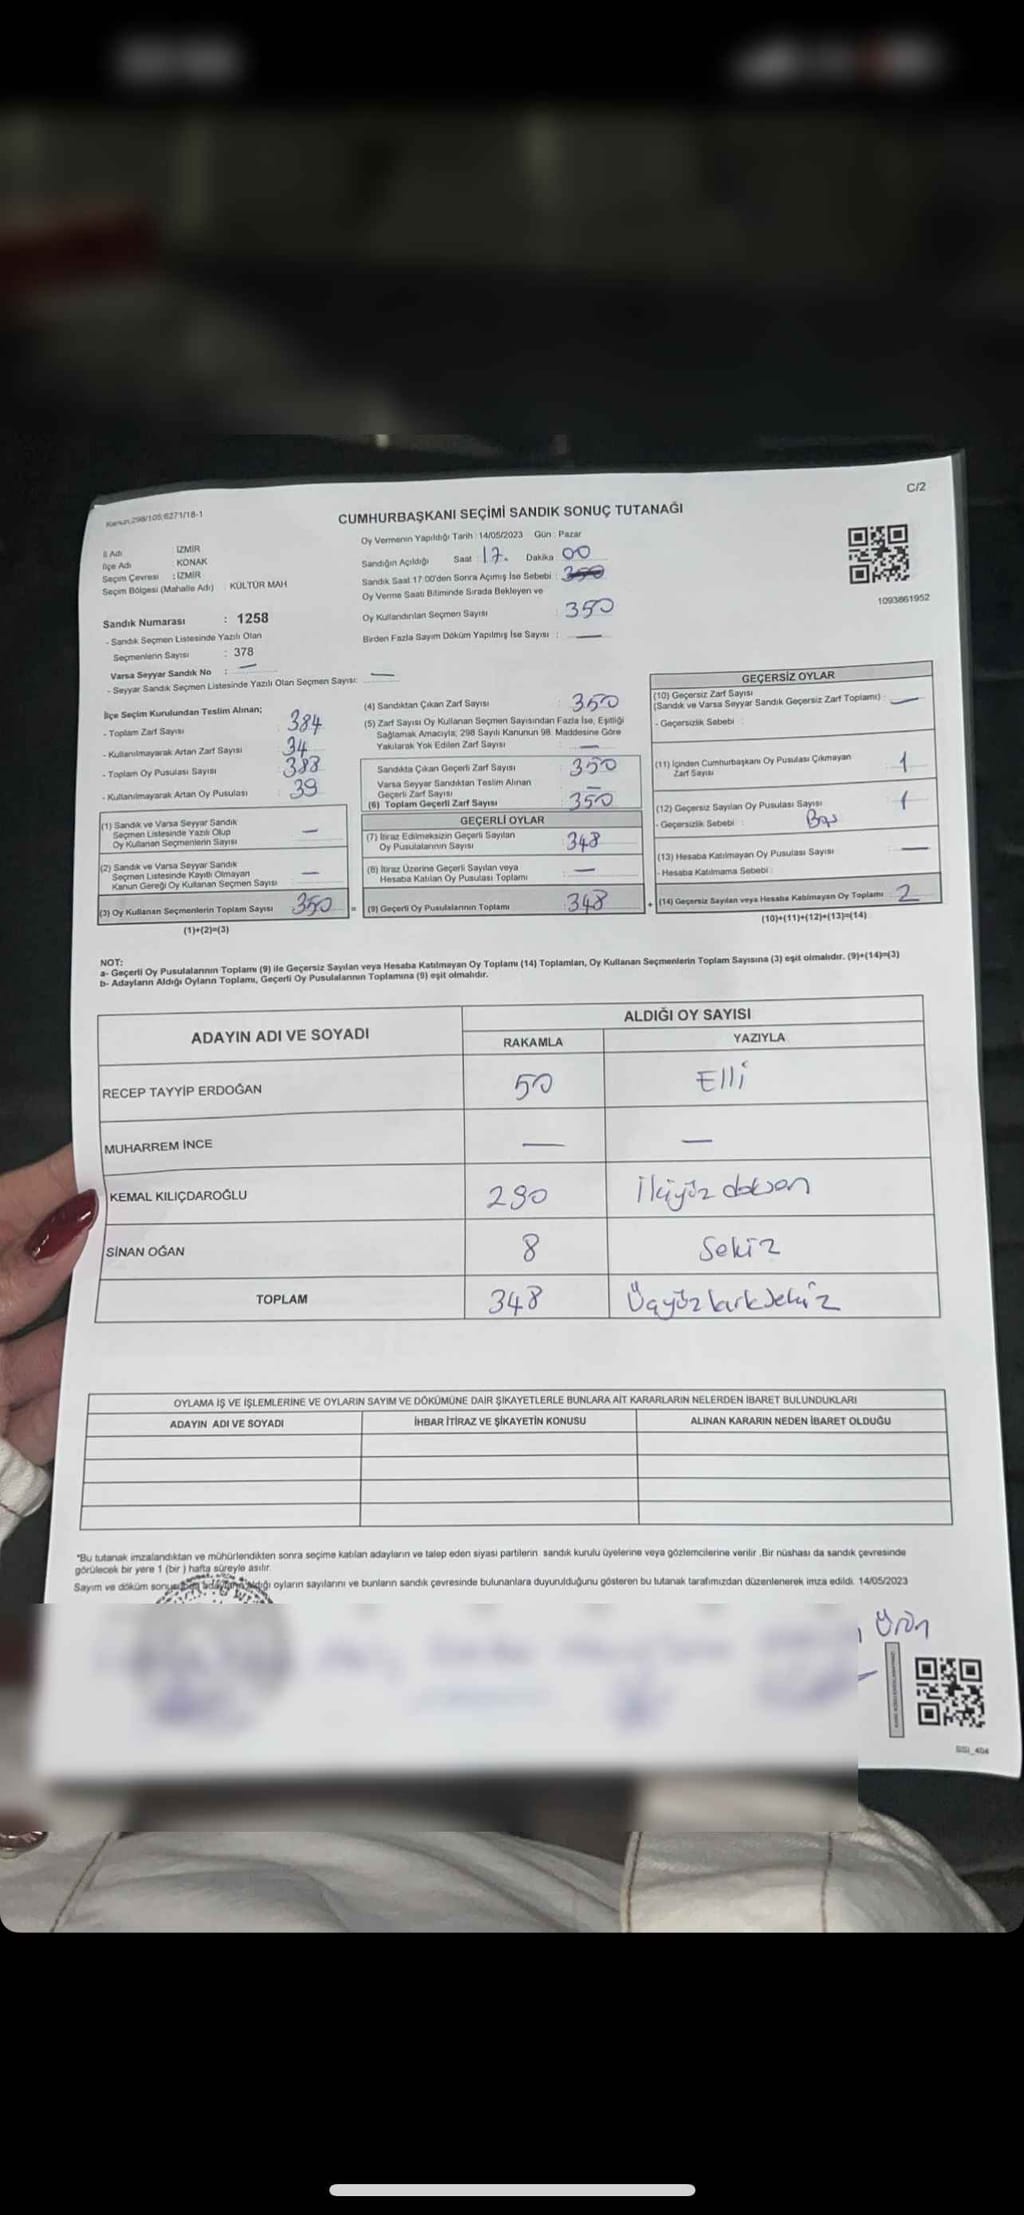 Kanun;298/105;6271/18-1
C/2
CUMHURBAŞKANI SEÇİMİ SANDIK SONUÇ TUTANAĞI
İl Adı : İZMİR
İlçe Adı : KONAK
Seçim Çevresi : İZMİR
Seçim Bölgesi (Mahalle Adı) : KÜLTÜR MAH
Sandık Numarası : 1258
- Sandık Seçmen Listesinde Yazılı Olan
Seçmenlerin Sayısı : 378
Varsa Seyyar Sandık No : —
- Seyyar Sandık Seçmen Listesinde Yazılı Olan Seçmen Sayısı: —
Oy Vermenin Yapıldığı Tarih : 14/05/2023 Gün : Pazar
Sandığın Açıldığı Saat 17. Dakika 00
Sandık Saat 17:00'den Sonra Açımış İse Sebebi : 350
Oy Verme Saati Bitiminde Sırada Bekleyen ve
Oy Kullandırılan Seçmen Sayısı : 350
Birden Fazla Sayım Döküm Yapılmış İse Sayısı : —
1093861952
İlçe Seçim Kurulundan Teslim Alınan;
- Toplam Zarf Sayısı 384
- Kullanılmayarak Artan Zarf Sayısı 34
- Toplam Oy Pusulası Sayısı 383
- Kullanılmayarak Artan Oy Pusulası 39
(1) Sandık ve Varsa Seyyar Sandık
Seçmen Listesinde Yazılı Olup
Oy Kullanan Seçmenlerin Sayısı —
(2) Sandık ve Varsa Seyyar Sandık
Seçmen Listesinde Kayıtlı Olmayan
Kanun Gereği Oy Kullanan Seçmen Sayısı —
(3) Oy Kullanan Seçmenlerin Toplam Sayısı 350 =
(1)+(2)=(3)
(4) Sandıktan Çıkan Zarf Sayısı : 350
(5) Zarf Sayısı Oy Kullanan Seçmen Sayısından Fazla İse, Eşitliği
Sağlamak Amacıyla; 298 Sayılı Kanunun 98. Maddesine Göre
Yakılarak Yok Edilen Zarf Sayısı : —
Sandıkta Çıkan Geçerli Zarf Sayısı : 350
Varsa Seyyar Sandıktan Teslim Alınan
Geçerli Zarf Sayısı : —
(6) Toplam Geçerli Zarf Sayısı : 350
GEÇERLİ OYLAR
(7) İtiraz Edilmeksizin Geçerli Sayılan
Oy Pusulalarının Sayısı : 348
(8) İtiraz Üzerine Geçerli Sayılan veya
Hesaba Katılan Oy Pusulası Toplamı : —
(9) Geçerli Oy Pusulalarının Toplamı : 348 +
GEÇERSİZ OYLAR
(10) Geçersiz Zarf Sayısı
(Sandık ve Varsa Seyyar Sandık Geçersiz Zarf Toplamı) : —
- Geçersizlik Sebebi :
(11) İçinden Cumhurbaşkanı Oy Pusulası Çıkmayan
Zarf Sayısı : 1
(12) Geçersiz Sayılan Oy Pusulası Sayısı : 1
- Geçersizlik Sebebi : Boş
(13) Hesaba Katılmayan Oy Pusulası Sayısı : —
- Hesaba Katılmama Sebebi :
(14) Geçersiz Sayılan veya Hesaba Katılmayan Oy Toplamı : 2
(10)+(11)+(12)+(13)=(14)
NOT:
a- Geçerli Oy Pusulalarının Toplamı (9) ile Geçersiz Sayılan veya Hesaba Katılmayan Oy Toplamı (14) Toplamları, Oy Kullanan Seçmenlerin Toplam Sayısına (3) eşit olmalıdır. (9)+(14)=(3)
b- Adayların Aldığı Oyların Toplamı, Geçerli Oy Pusulalarının Toplamına (9) eşit olmalıdır.
ADAYIN ADI VE SOYADI ALDIĞI OY SAYISI
RAKAMLA YAZIYLA
RECEP TAYYİP ERDOĞAN 50 Elli
MUHARREM İNCE — —
KEMAL KILIÇDAROĞLU 290 İkiyüz doksan
SİNAN OĞAN 8 Sekiz
TOPLAM 348 Üçyüz kırksekiz
OYLAMA İŞ VE İŞLEMLERİNE VE OYLARIN SAYIM VE DÖKÜMÜNE DAİR ŞİKAYETLERLE BUNLARA AİT KARARLARIN NELERDEN İBARET BULUNDUKLARI
ADAYIN ADI VE SOYADI İHBAR İTİRAZ VE ŞİKAYETİN KONUSU ALINAN KARARIN NEDEN İBARET OLDUĞU
*Bu tutanak imzalandıktan ve mühürlendikten sonra seçime katılan adayların ve talep eden siyasi partilerin sandık kurulu üyelerine veya gözlemcilerine verilir .Bir nüshası da sandık çevresinde
görülecek bir yere 1 (bir ) hafta süreyle asılır.
Sayım ve döküm aldığı oyların sayılarını ve bunların sandık çevresinde bulunanlara duyurulduğunu gösteren bu tutanak tarafımızdan düzenlenerek imza edildi. 14/05/2023